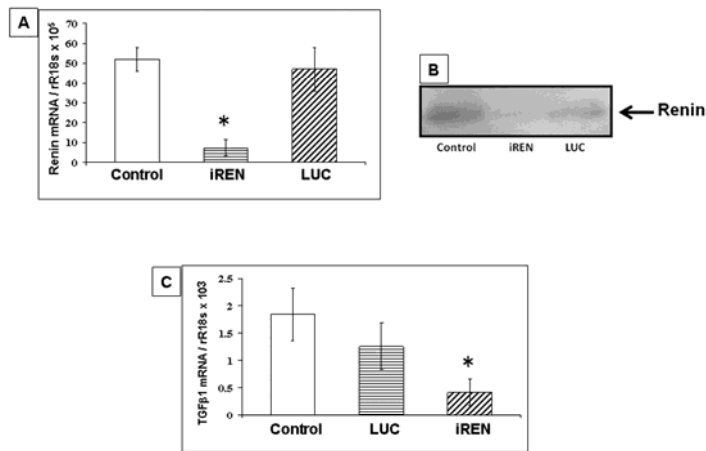 A
Renin mRNA / rR18s x 10⁵
70
60
50
40
30
20
10
0
*
Control iREN LUC
B
Renin
Control iREN LUC
C
TGFβ1 mRNA / rR18s x 103
2.5
2
1.5
1
0.5
0
*
Control LUC iREN